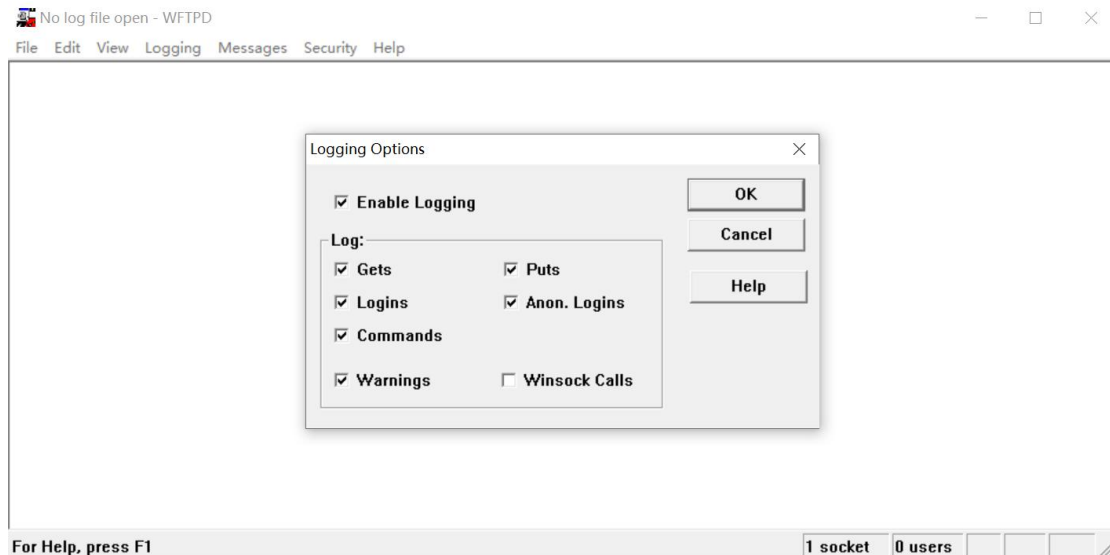 No log file open - WFTPD
File Edit View Logging Messages Security Help
Logging Options
Enable Logging
OK
Cancel
Help
Log:
Gets Puts
Logins Anon. Logins
Commands
Warnings Winsock Calls
For Help, press F1 1 socket 0 users